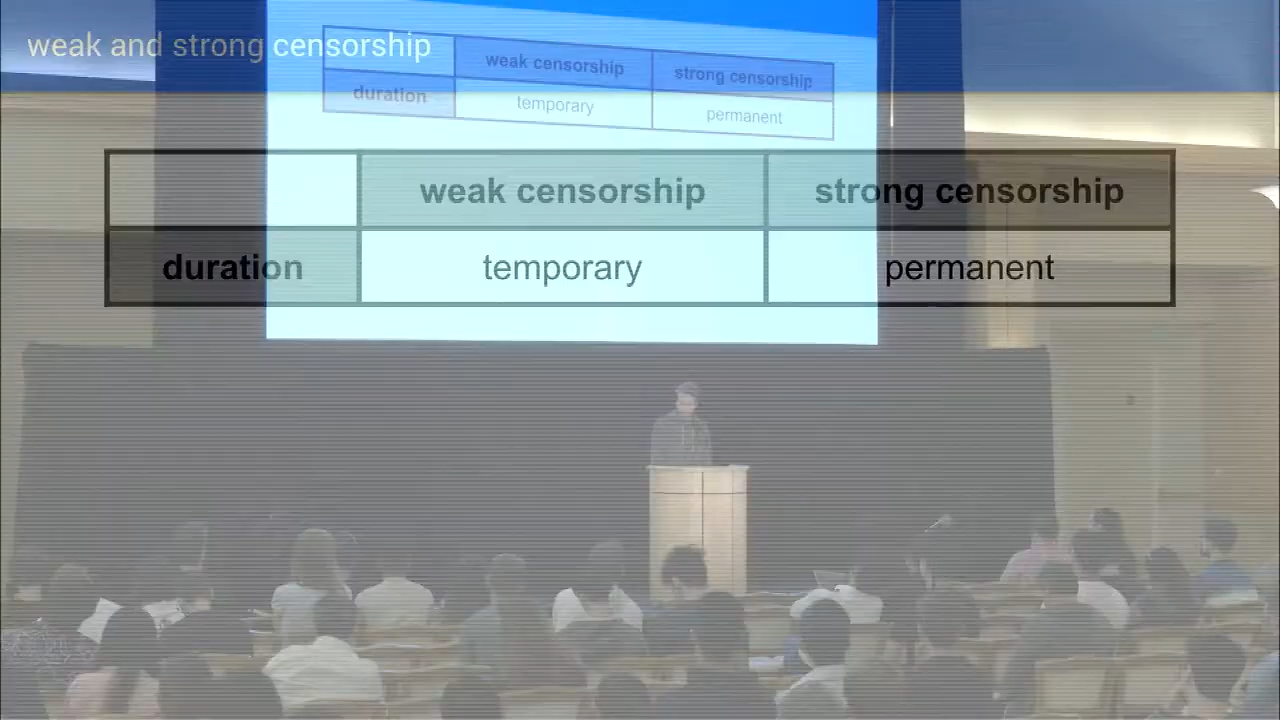 weak and strong censorship
weak censorship strong censorship
duration temporary permanent
weak censorship strong censorship
duration temporary permanent